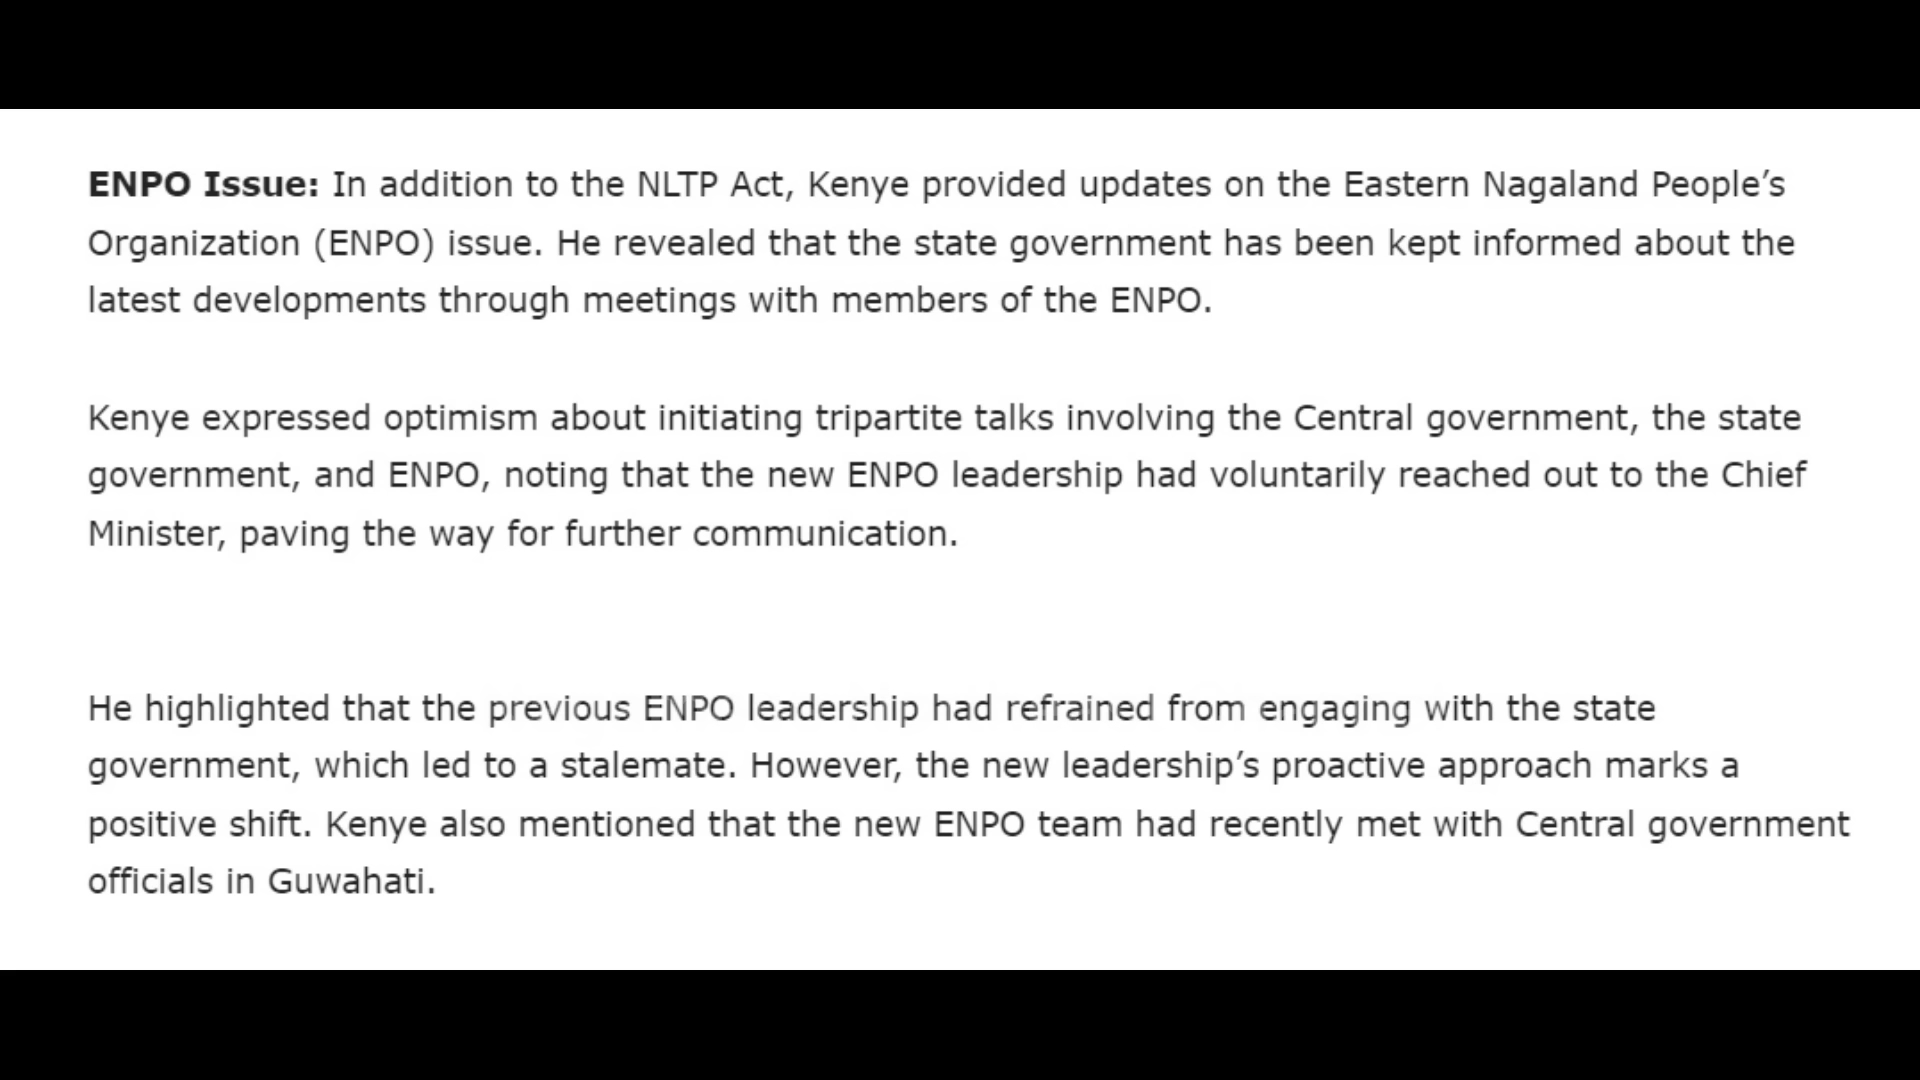 ENPO Issue: In addition to the NLTP Act, Kenye provided updates on the Eastern Nagaland People’s
Organization (ENPO) issue. He revealed that the state government has been kept informed about the
latest developments through meetings with members of the ENPO.
Kenye expressed optimism about initiating tripartite talks involving the Central government, the state
government, and ENPO, noting that the new ENPO leadership had voluntarily reached out to the Chief
Minister, paving the way for further communication.
He highlighted that the previous ENPO leadership had refrained from engaging with the state
government, which led to a stalemate. However, the new leadership’s proactive approach marks a
positive shift. Kenye also mentioned that the new ENPO team had recently met with Central government
officials in Guwahati.